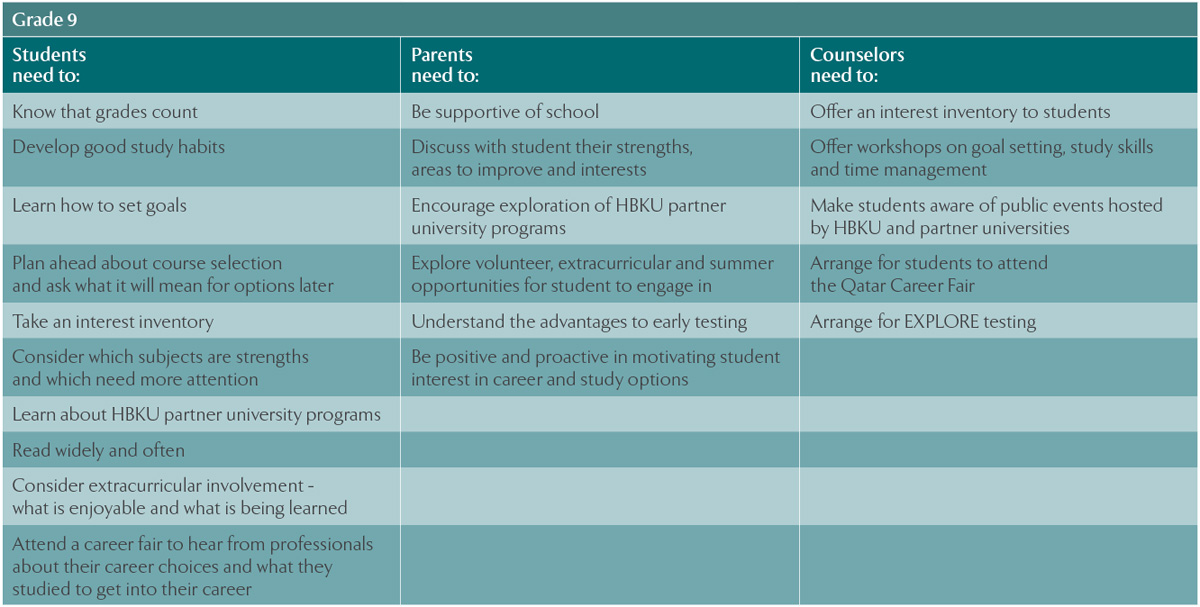 Grade 9
Students
need to:
Parents
need to:
Counselors
need to:
Know that grades count
Be supportive of school
Offer an interest inventory to students
Develop good study habits
Discuss with student their strengths,
areas to improve and interests
Offer workshops on goal setting, study skills
and time management
Learn how to set goals
Encourage exploration of HBKU partner
university programs
Make students aware of public events hosted
by HBKU and partner universities
Plan ahead about course selection
and ask what it will mean for options later
Explore volunteer, extracurricular and summer
opportunities for student to engage in
Arrange for students to attend
the Qatar Career Fair
Take an interest inventory
Understand the advantages to early testing
Arrange for EXPLORE testing
Consider which subjects are strengths
and which need more attention
Be positive and proactive in motivating student
interest in career and study options
Learn about HBKU partner university programs
Read widely and often
Consider extracurricular involvement -
what is enjoyable and what is being learned
Attend a career fair to hear from professionals
about their career choices and what they
studied to get into their career